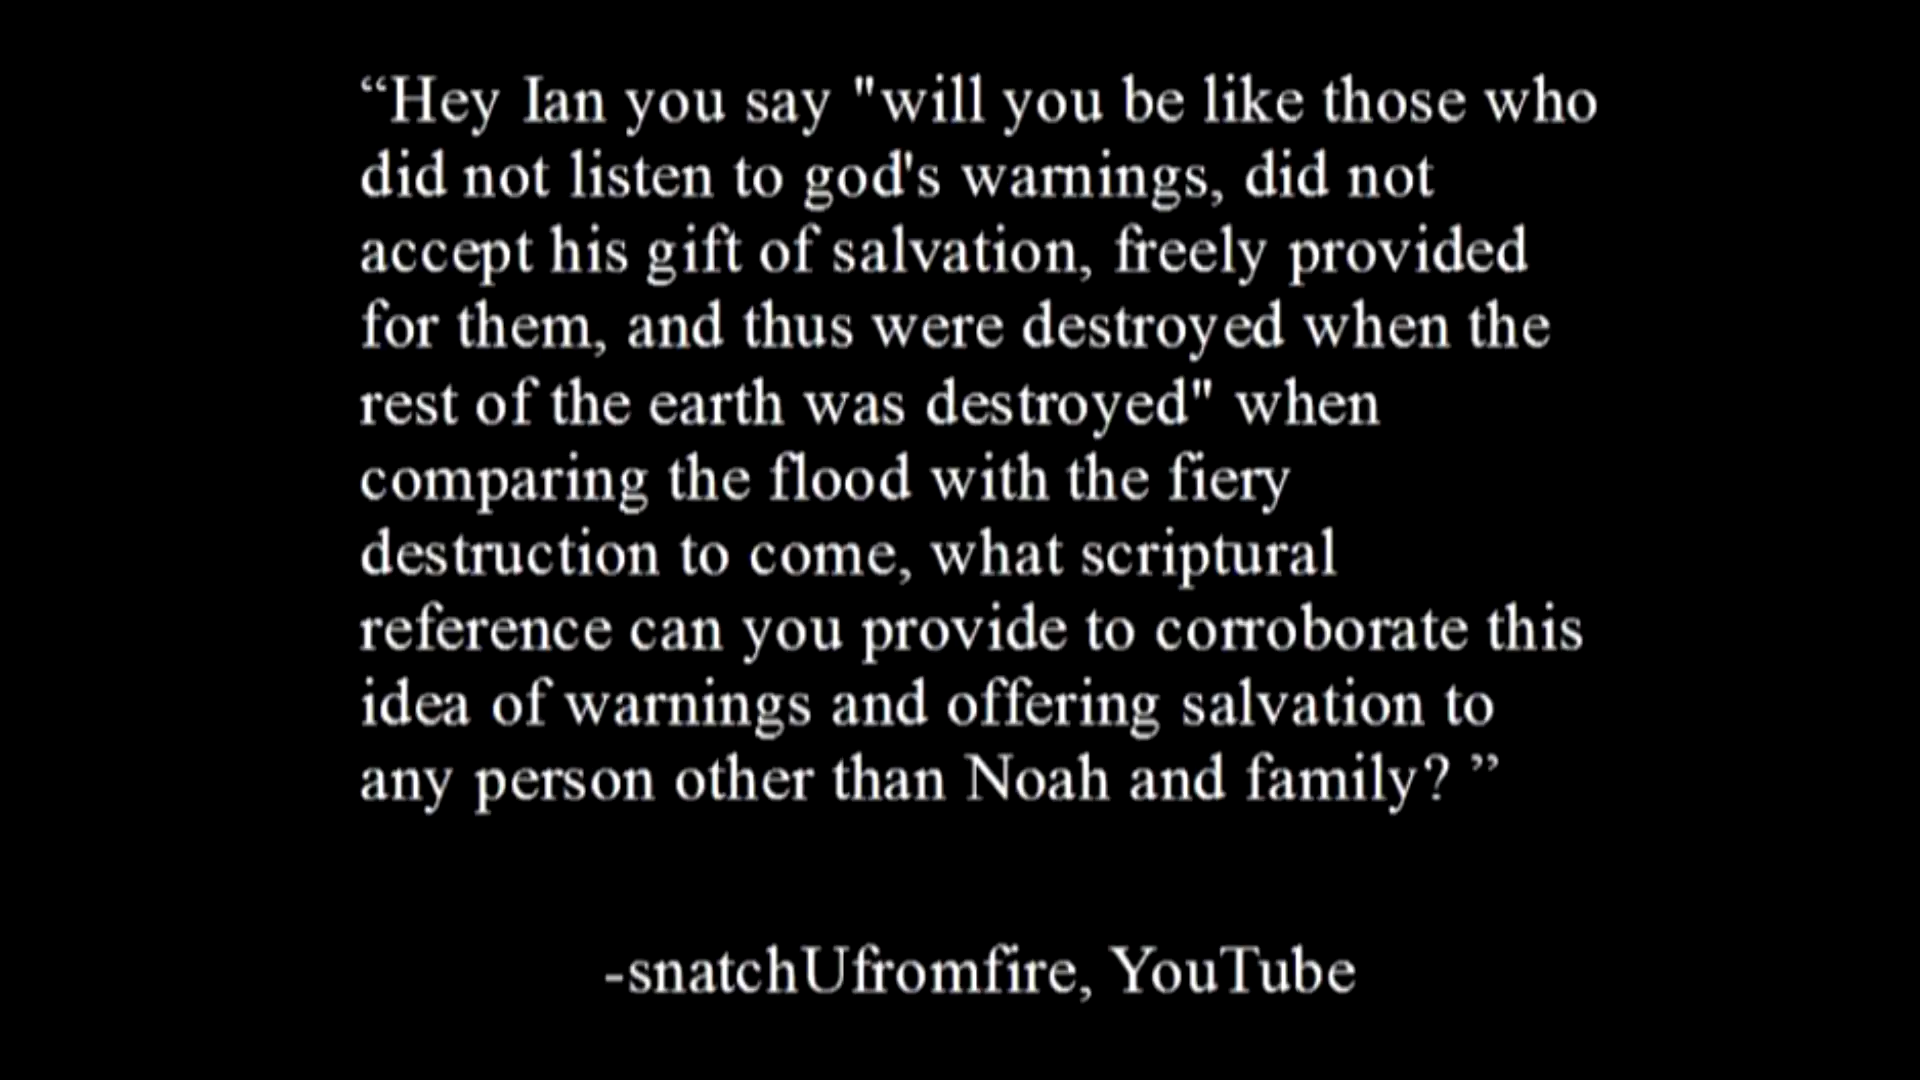 “Hey Ian you say "will you be like those who
did not listen to god's warnings, did not
accept his gift of salvation, freely provided
for them, and thus were destroyed when the
rest of the earth was destroyed" when
comparing the flood with the fiery
destruction to come, what scriptural
reference can you provide to corroborate this
idea of warnings and offering salvation to
any person other than Noah and family? ”
-snatchUfromfire, YouTube